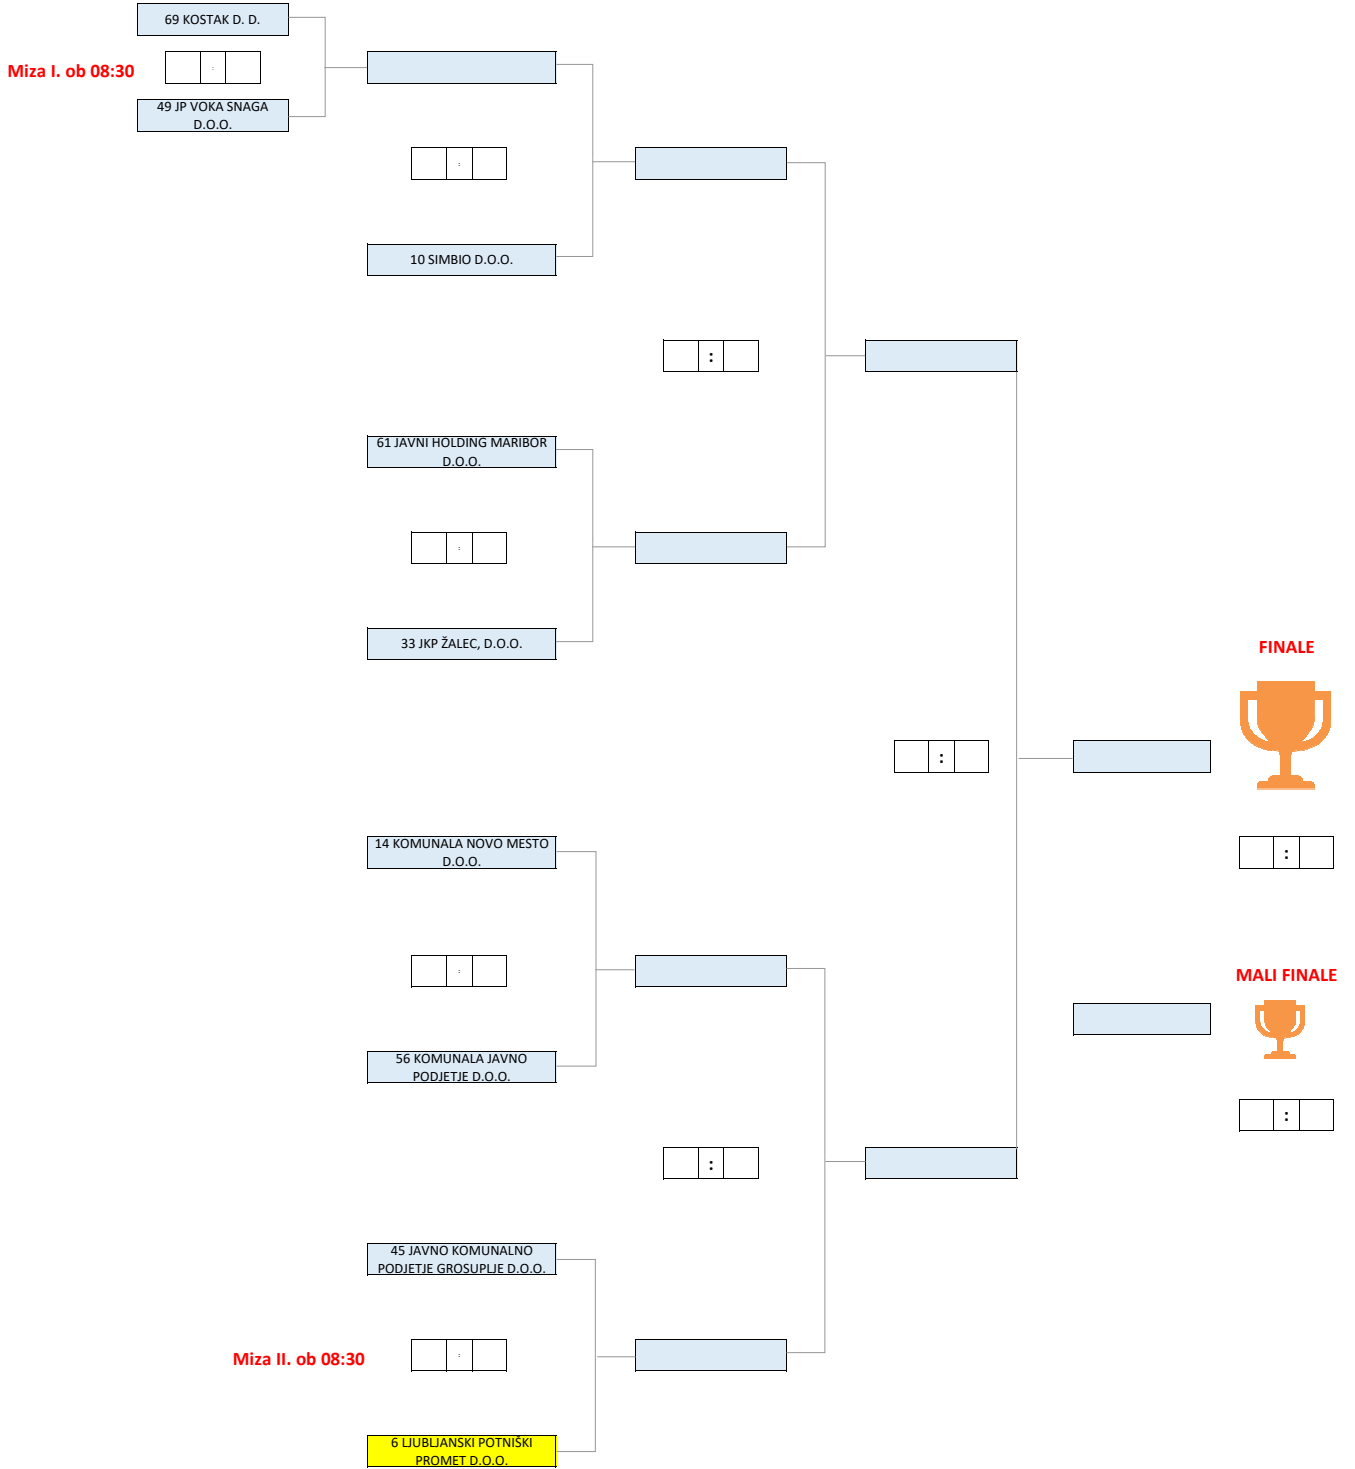 69 KOSTAK D. D.
Miza I. ob 08:30
:
49 JP VOKA SNAGA
D.O.O.
:
10 SIMBIO D.O.O.
:
61 JAVNI HOLDING MARIBOR
D.O.O.
:
33 JKP ŽALEC, D.O.O.
FINALE
:
14 KOMUNALA NOVO MESTO
D.O.O.
:
:
MALI FINALE
56 KOMUNALA JAVNO
PODJETJE D.O.O.
:
:
45 JAVNO KOMUNALNO
PODJETJE GROSUPLJE D.O.O.
Miza II. ob 08:30
:
6 LJUBLJANSKI POTNIŠKI
PROMET D.O.O.